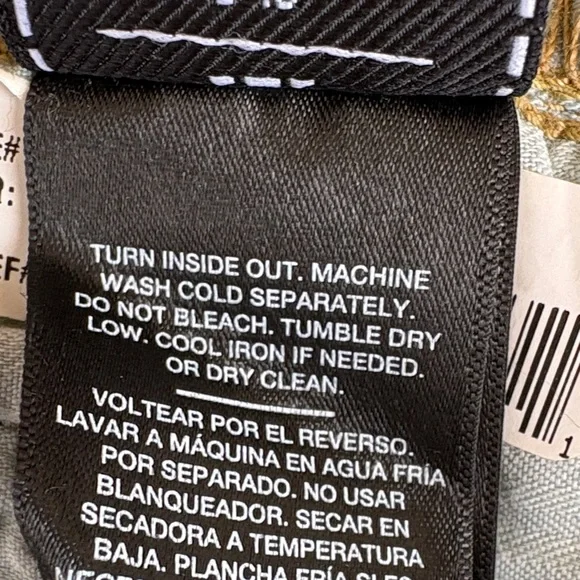 TURN INSIDE OUT. MACHINE
WASH COLD SEPARATELY.
DO NOT BLEACH. TUMBLE DRY
LOW. COOL IRON IF NEEDED.
OR DRY CLEAN.
VOLTEAR POR EL REVERSO.
LAVAR A MÁQUINA EN AGUA FRÍA
POR SEPARADO. NO USAR
BLANQUEADOR. SECAR EN
SECADORA A TEMPERATURA
BAJA. PLANCHA FRÍA
1